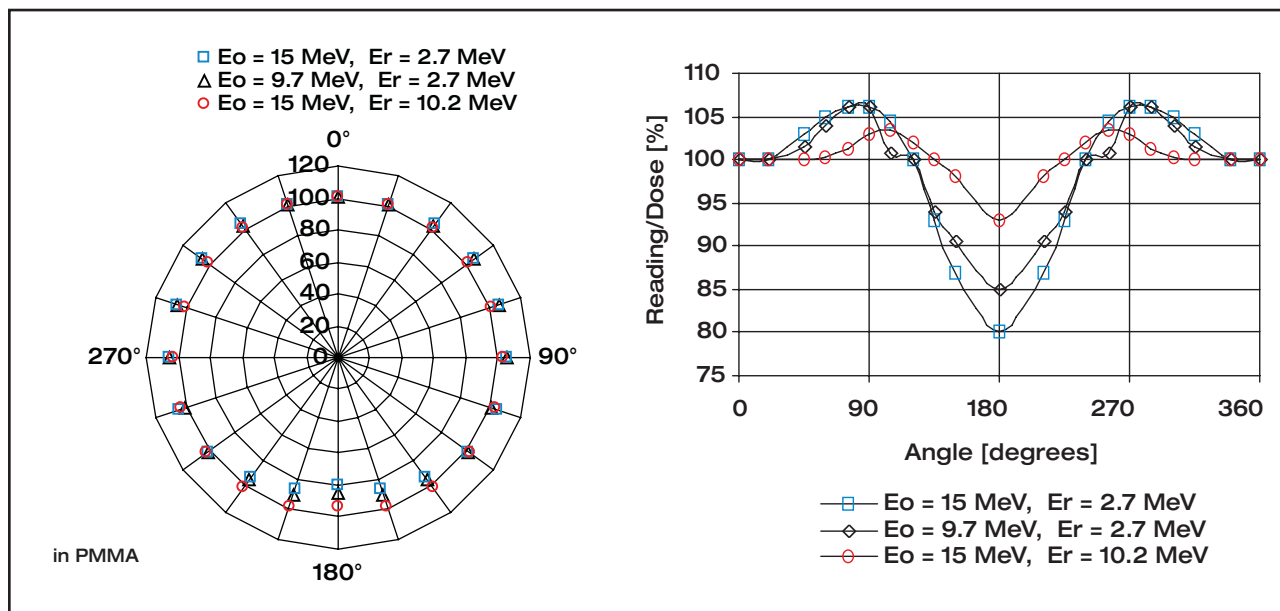 Eo = 15 MeV, Er = 2.7 MeV
Eo = 9.7 MeV, Er = 2.7 MeV
Eo = 15 MeV, Er = 10.2 MeV
0°
120
100
80
60
40
20
0
270°
90°
180°
in PMMA
110
105
100
95
90
85
80
75
Reading/Dose [%]
0 90 180 270 360
Angle [degrees]
Eo = 15 MeV, Er = 2.7 MeV
Eo = 9.7 MeV, Er = 2.7 MeV
Eo = 15 MeV, Er = 10.2 MeV